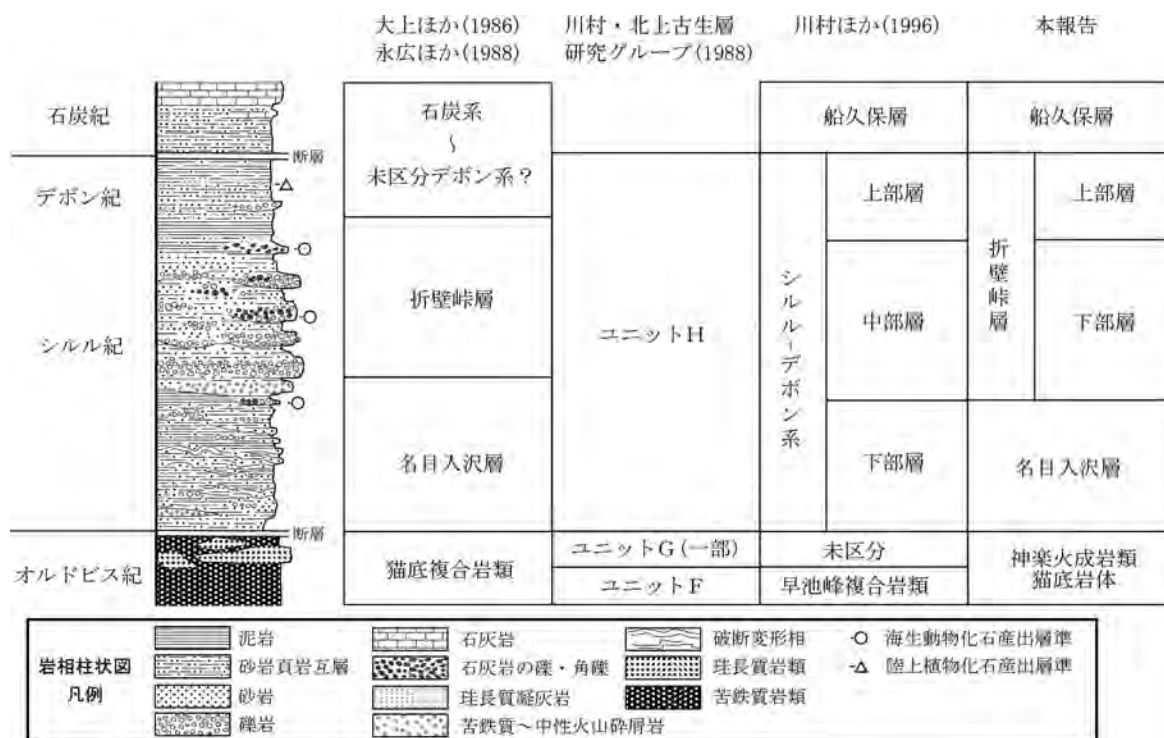 大上ほか(1986)
永広ほか(1988)
川村・北上古生層
研究グループ(1988)
川村ほか(1996)
本報告
石炭紀
デボン紀
シルル紀
オルドビス紀
断層
断層
石炭系
～
未区分デボン系？
折壁峠層
名目入沢層
猫底複合岩類
ユニットH
ユニットG(一部)
ユニットF
船久保層
シルル-デボン系
上部層
中部層
下部層
未区分
早池峰複合岩類
船久保層
折壁峠層
上部層
下部層
名目入沢層
神楽火成岩類
猫底岩体
岩相柱状図
凡例
泥岩
砂岩頁岩互層
砂岩
礫岩
石灰岩
石灰岩の礫・角礫
珪長質凝灰岩
苦鉄質～中性火山砕屑岩
破断変形相
珪長質岩類
苦鉄質岩類
海生動物化石産出層準
陸上植物化石産出層準